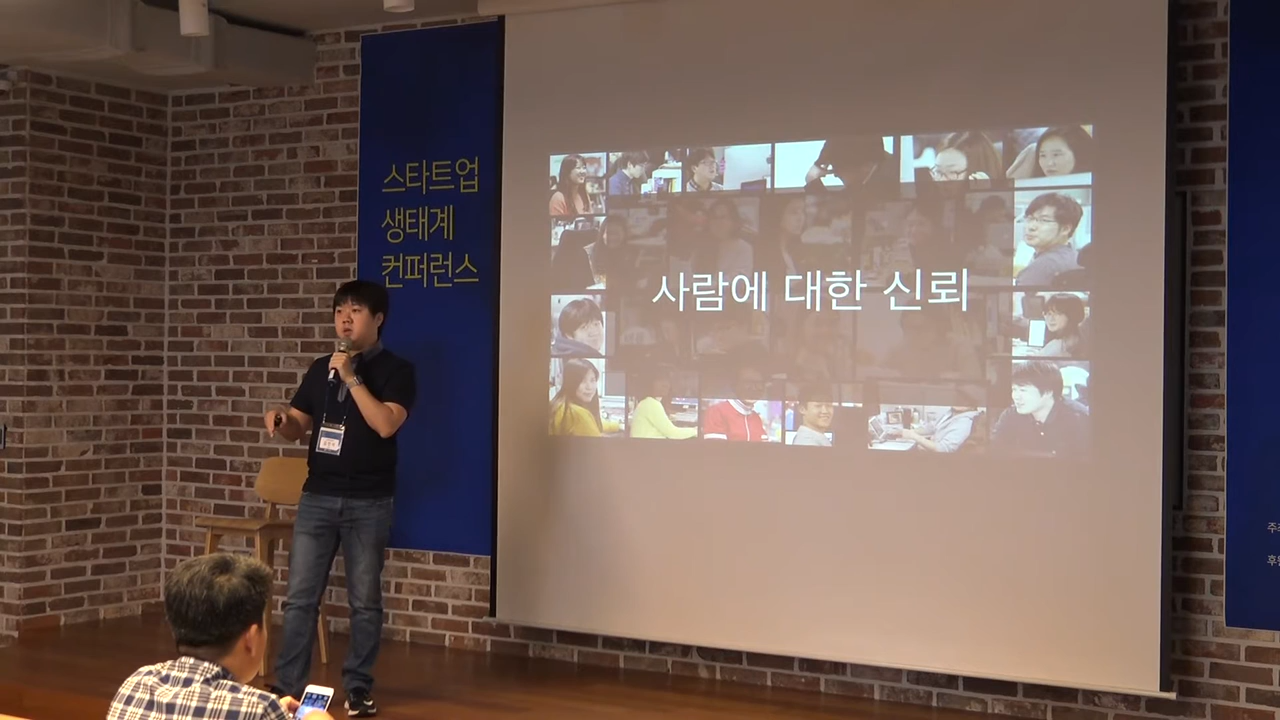 스타트업
생태계
컨퍼런스
사람에 대한 신뢰